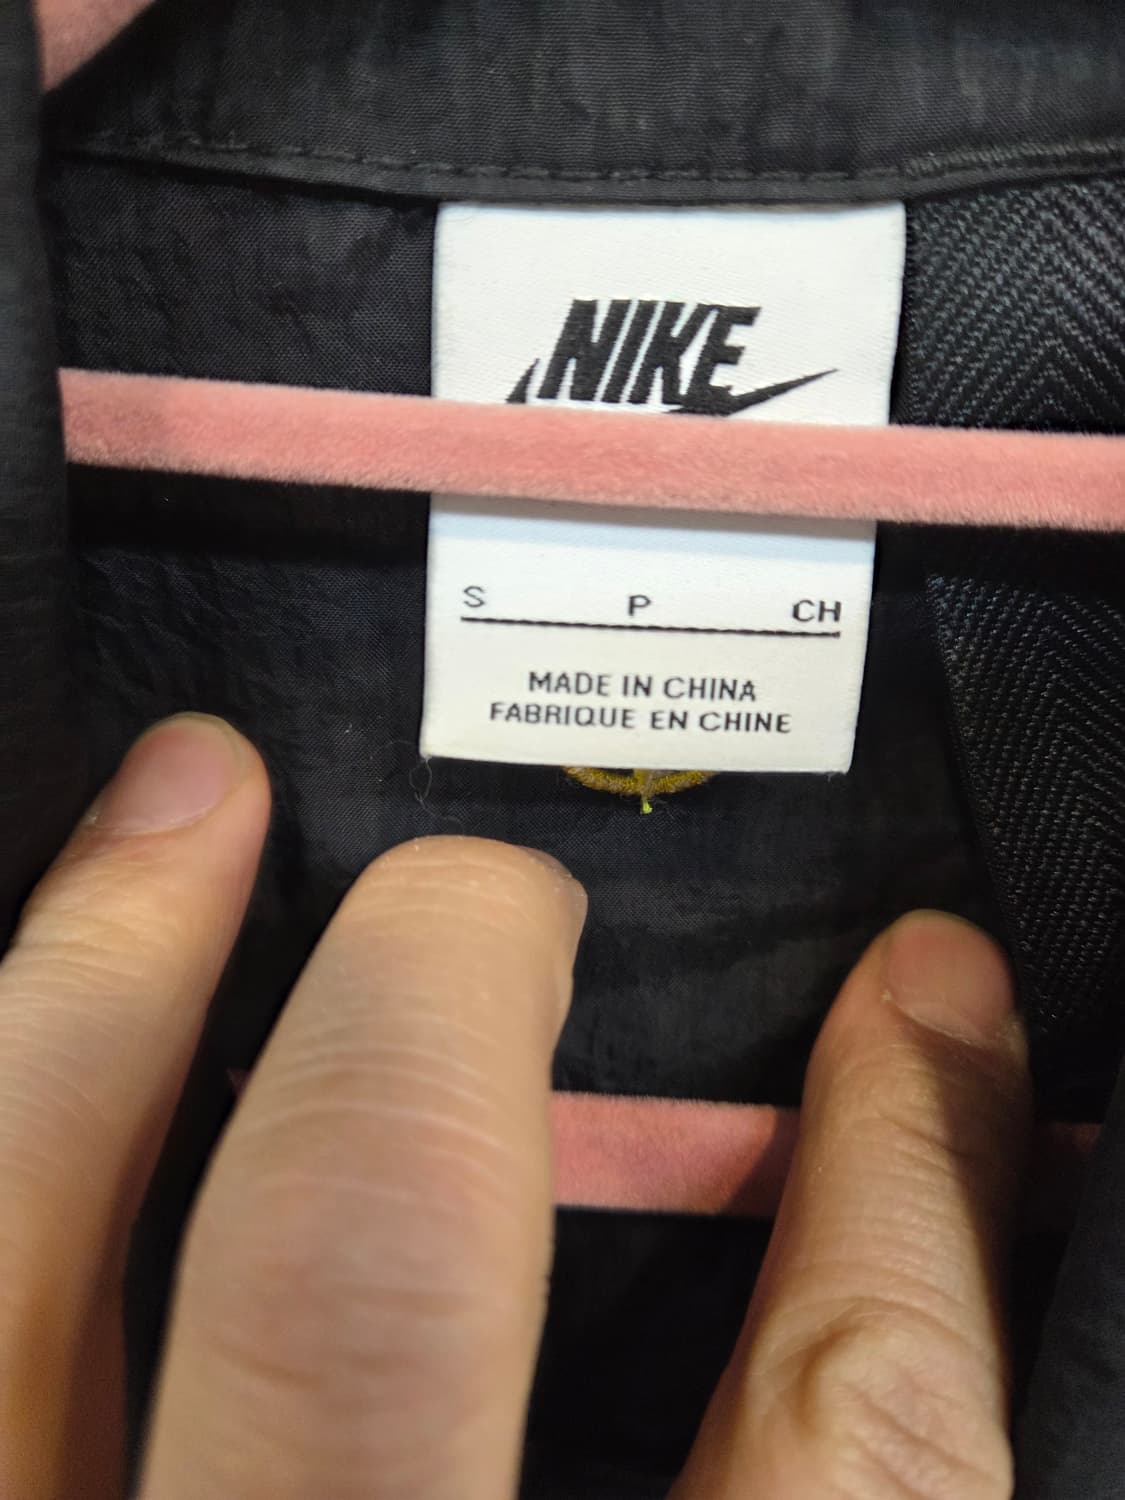 NIKE
S P CH
MADE IN CHINA
FABRIQUE EN CHINE